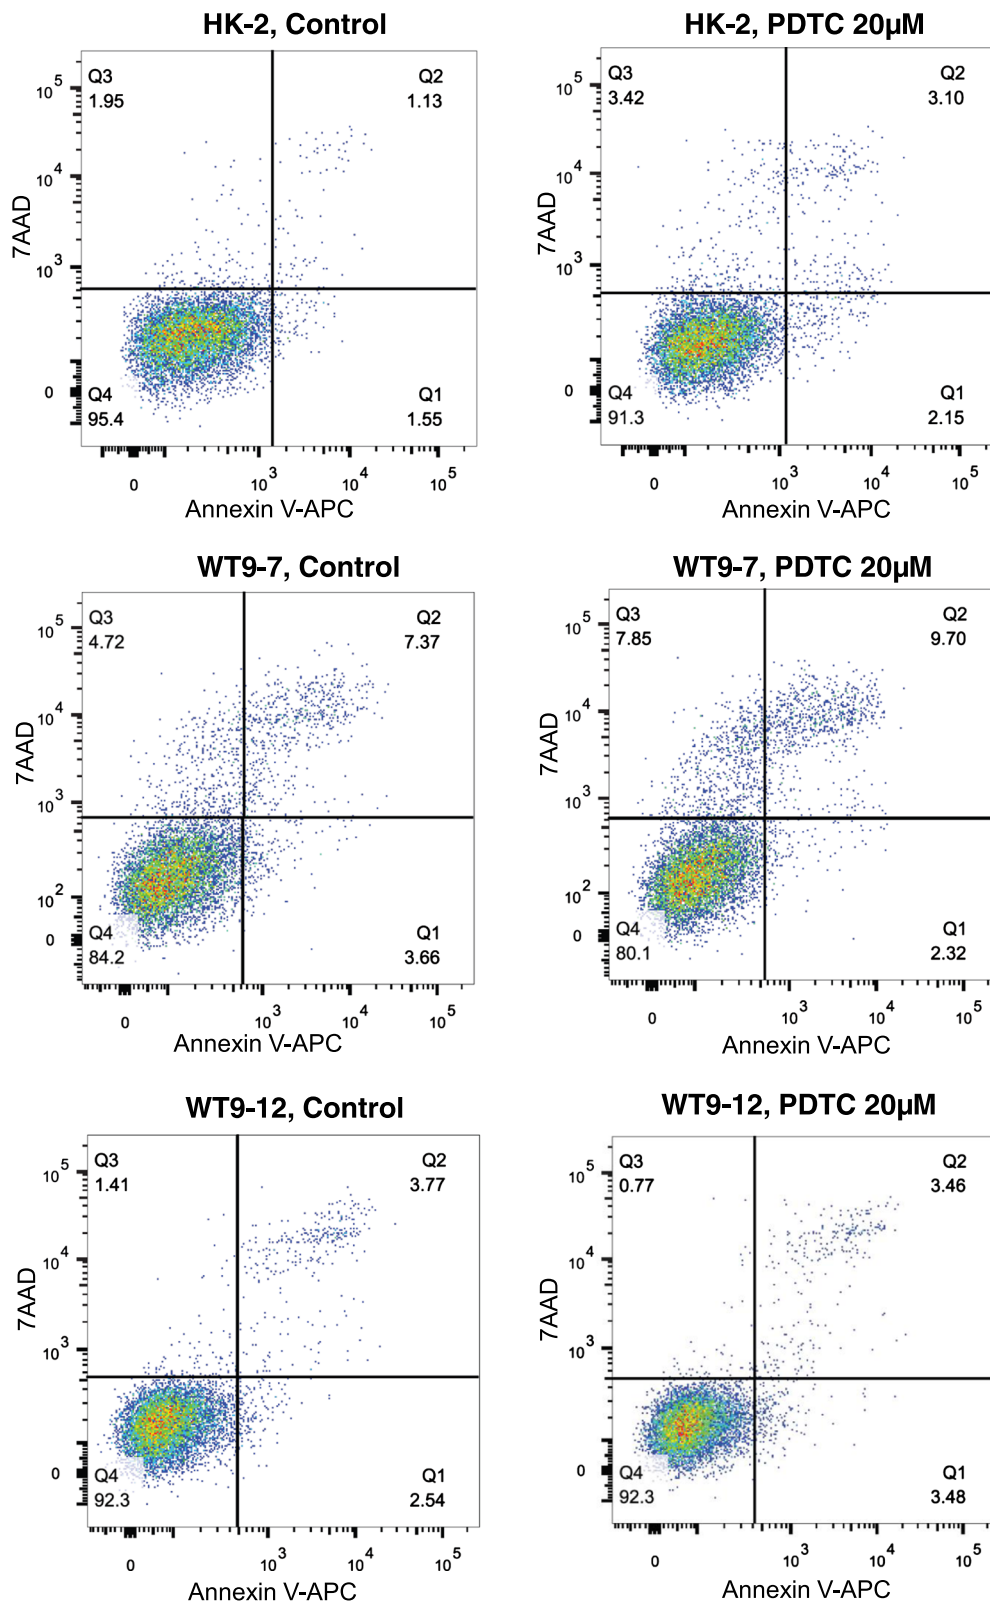 HK-2, Control
HK-2, PDTC 20µM
Q3
1.95
Q2
1.13
10^5
10^4
10^3
0
7AAD
Q4
95.4
Q1
1.55
0 10^3 10^4 10^5
Annexin V-APC
Q3
3.42
Q2
3.10
10^5
10^4
10^3
0
7AAD
Q4
91.3
Q1
2.15
0 10^3 10^4 10^5
Annexin V-APC
WT9-7, Control
WT9-7, PDTC 20µM
Q3
4.72
Q2
7.37
10^5
10^4
10^3
10^2
0
7AAD
Q4
84.2
Q1
3.66
0 10^3 10^4 10^5
Annexin V-APC
Q3
7.85
Q2
9.70
10^5
10^4
10^3
10^2
0
7AAD
Q4
80.1
Q1
2.32
0 10^3 10^4 10^5
Annexin V-APC
WT9-12, Control
WT9-12, PDTC 20µM
Q3
1.41
Q2
3.77
10^5
10^4
10^3
0
7AAD
Q4
92.3
Q1
2.54
0 10^3 10^4 10^5
Annexin V-APC
Q3
0.77
Q2
3.46
10^5
10^4
10^3
0
7AAD
Q4
92.3
Q1
3.48
0 10^3 10^4 10^5
Annexin V-APC